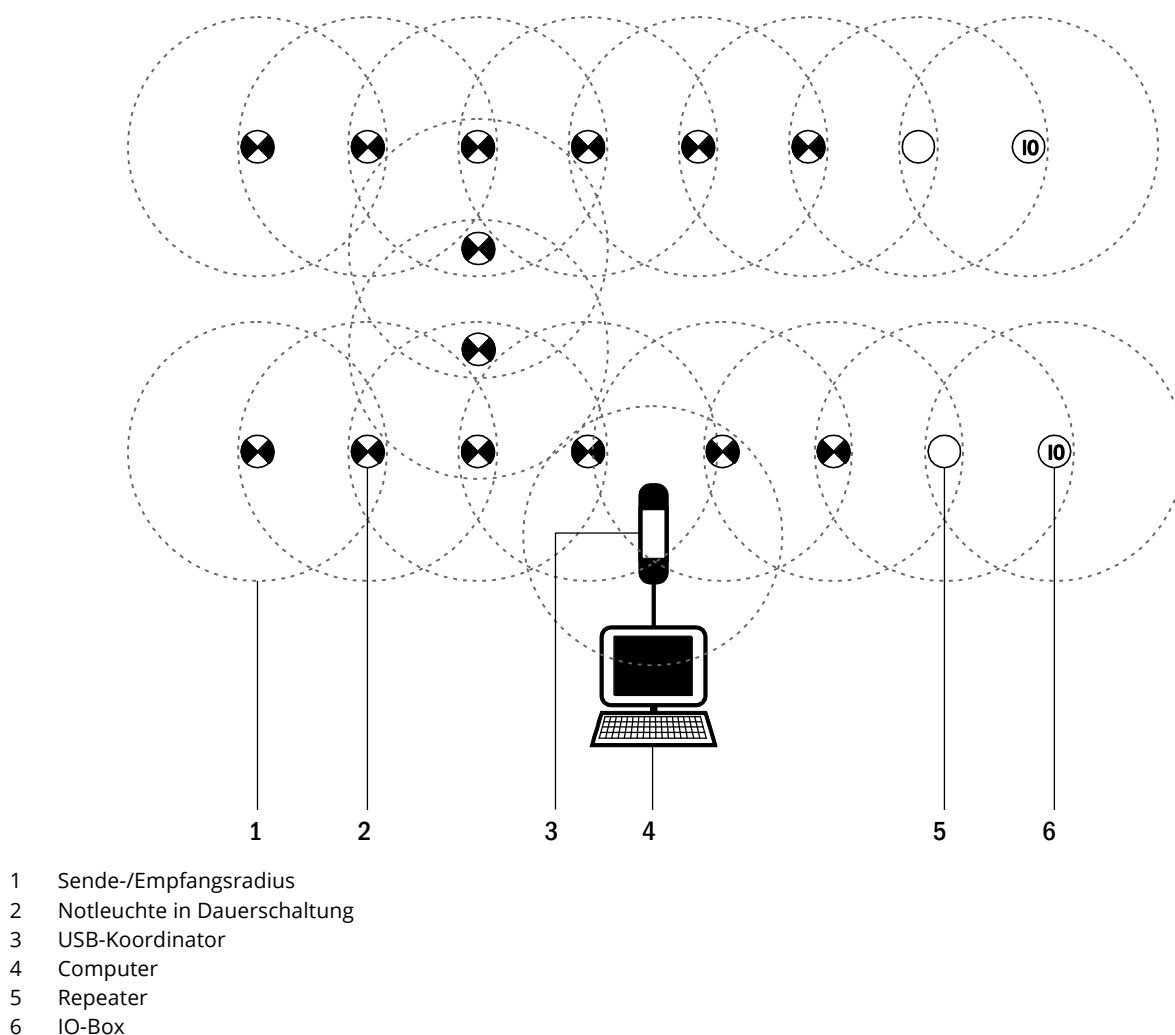 IO
IO
1 2 3 4 5 6
1 Sende-/Empfangsradius
2 Notleuchte in Dauerschaltung
3 USB-Koordinator
4 Computer
5 Repeater
6 IO-Box